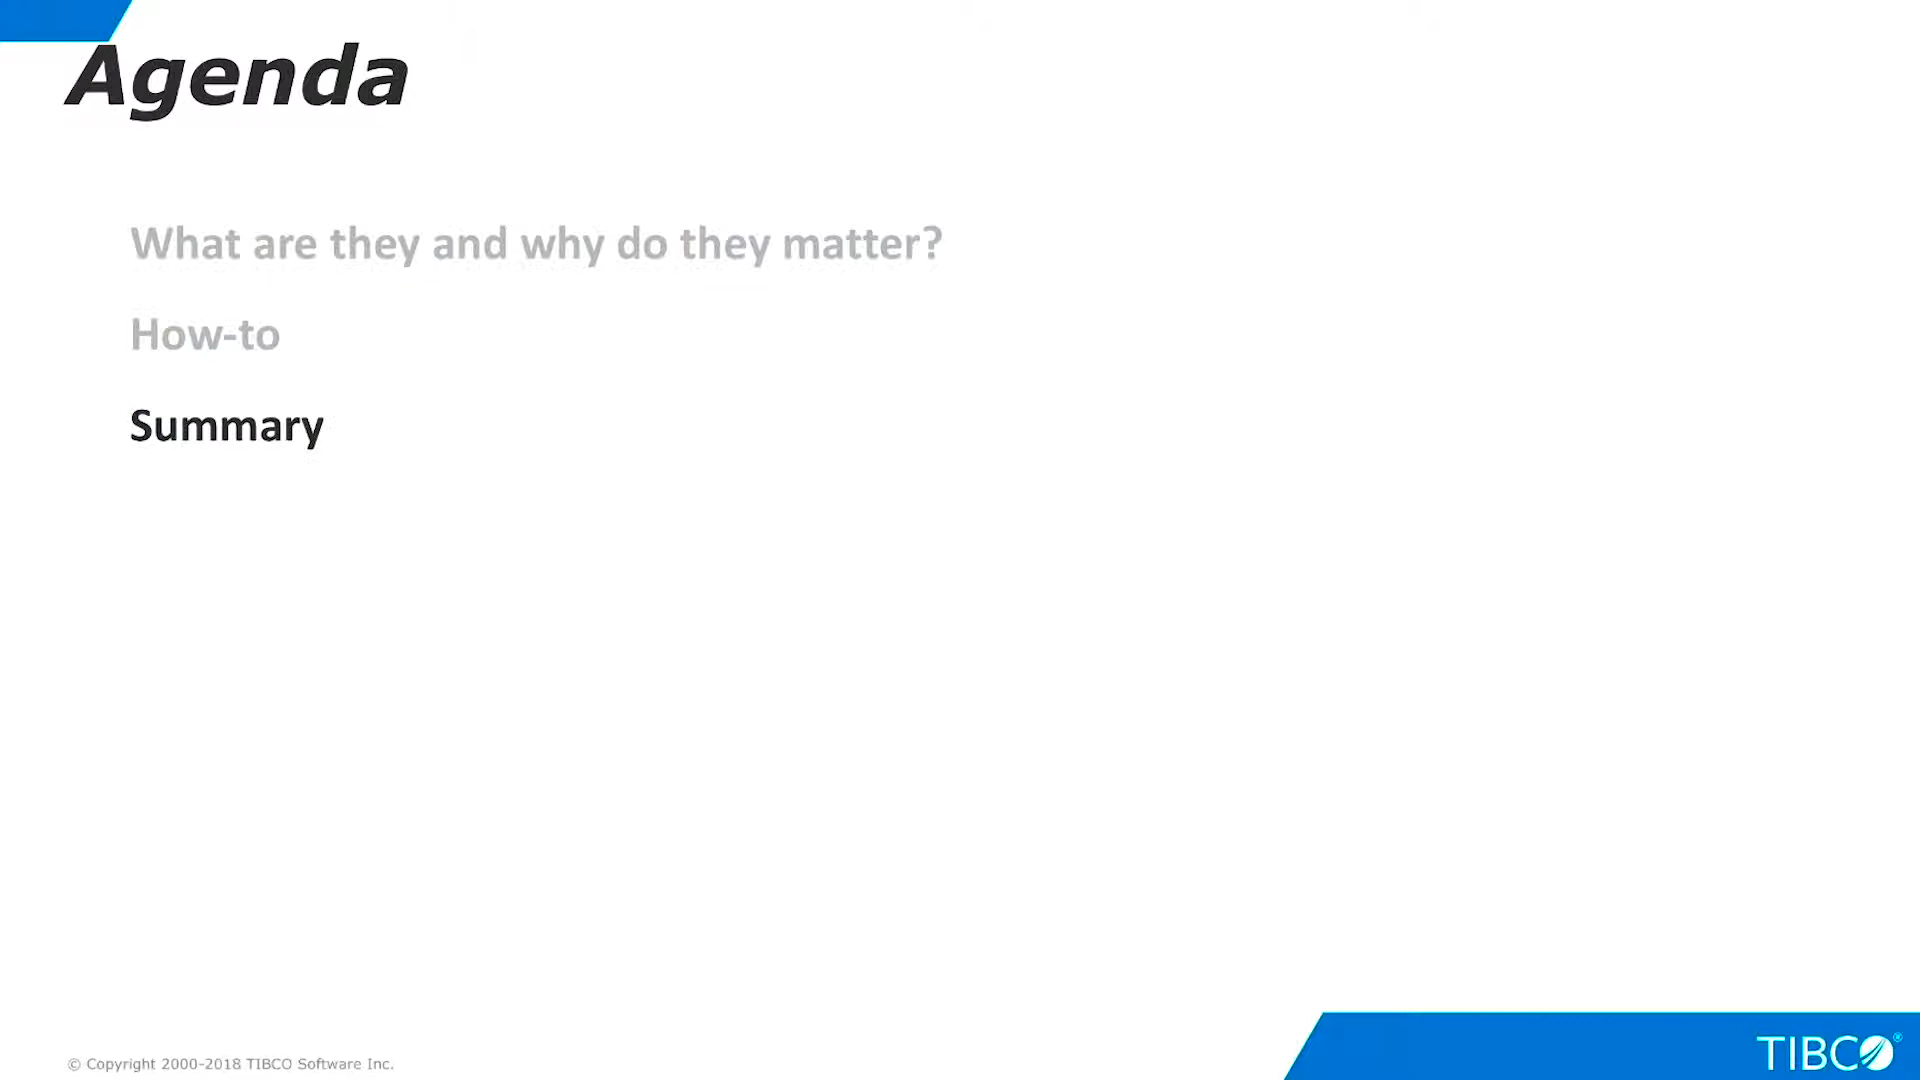 Agenda
What are they and why do they matter?
How-to
Summary
© Copyright 2000-2018 TIBCO Software Inc.
TIBCO®